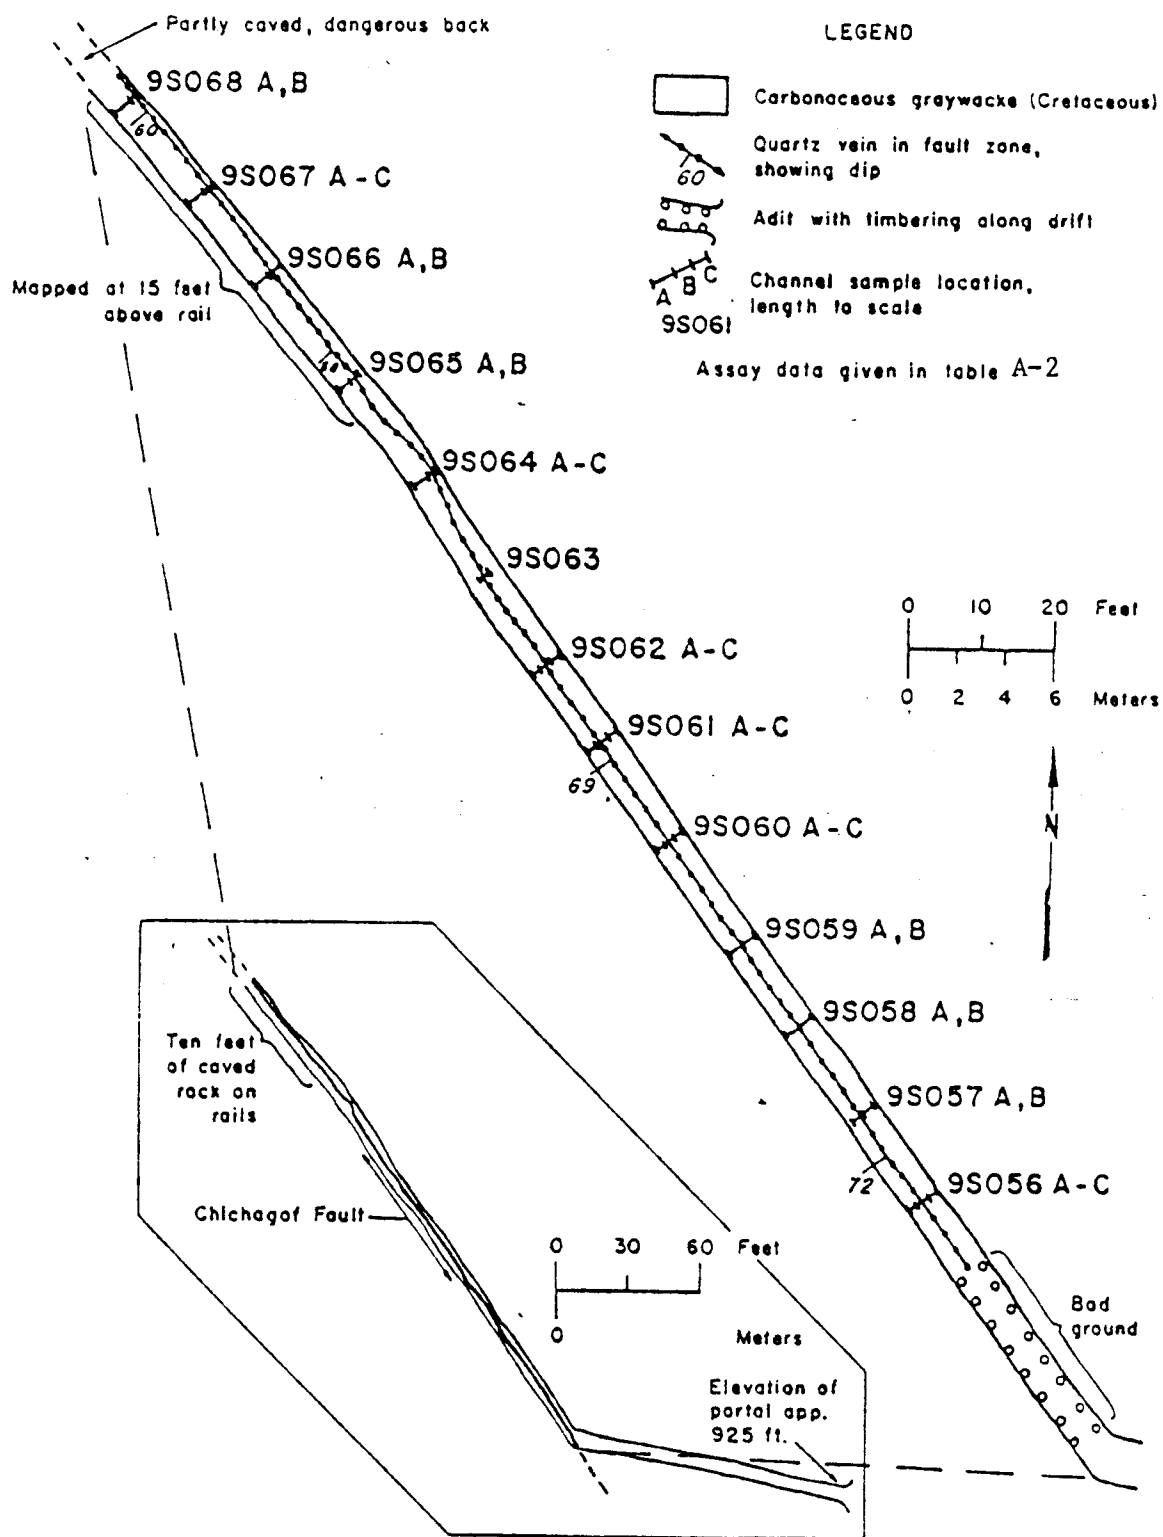 Partly caved, dangerous back
LEGEND
Carbonaceous graywacke (Cretaceous)
Quartz vein in fault zone,
showing dip
60
Adit with timbering along drift
A B C
9S061
Channel sample location,
length to scale
Assay data given in table A-2
9S068 A,B
60
9S067 A-C
9S066 A,B
Mapped at 15 feet
above rail
9S065 A,B
9S064 A-C
9S063
0 10 20 Feet
0 2 4 6 Meters
9S062 A-C
9S061 A-C
69
N
9S060 A-C
9S059 A,B
9S058 A,B
Ten feet
of caved
rock on
rails
9S057 A,B
72
9S056 A-C
Chichagof Fault
0 30 60 Feet
0 Meters
Bad
ground
Elevation of
portal app.
925 ft.